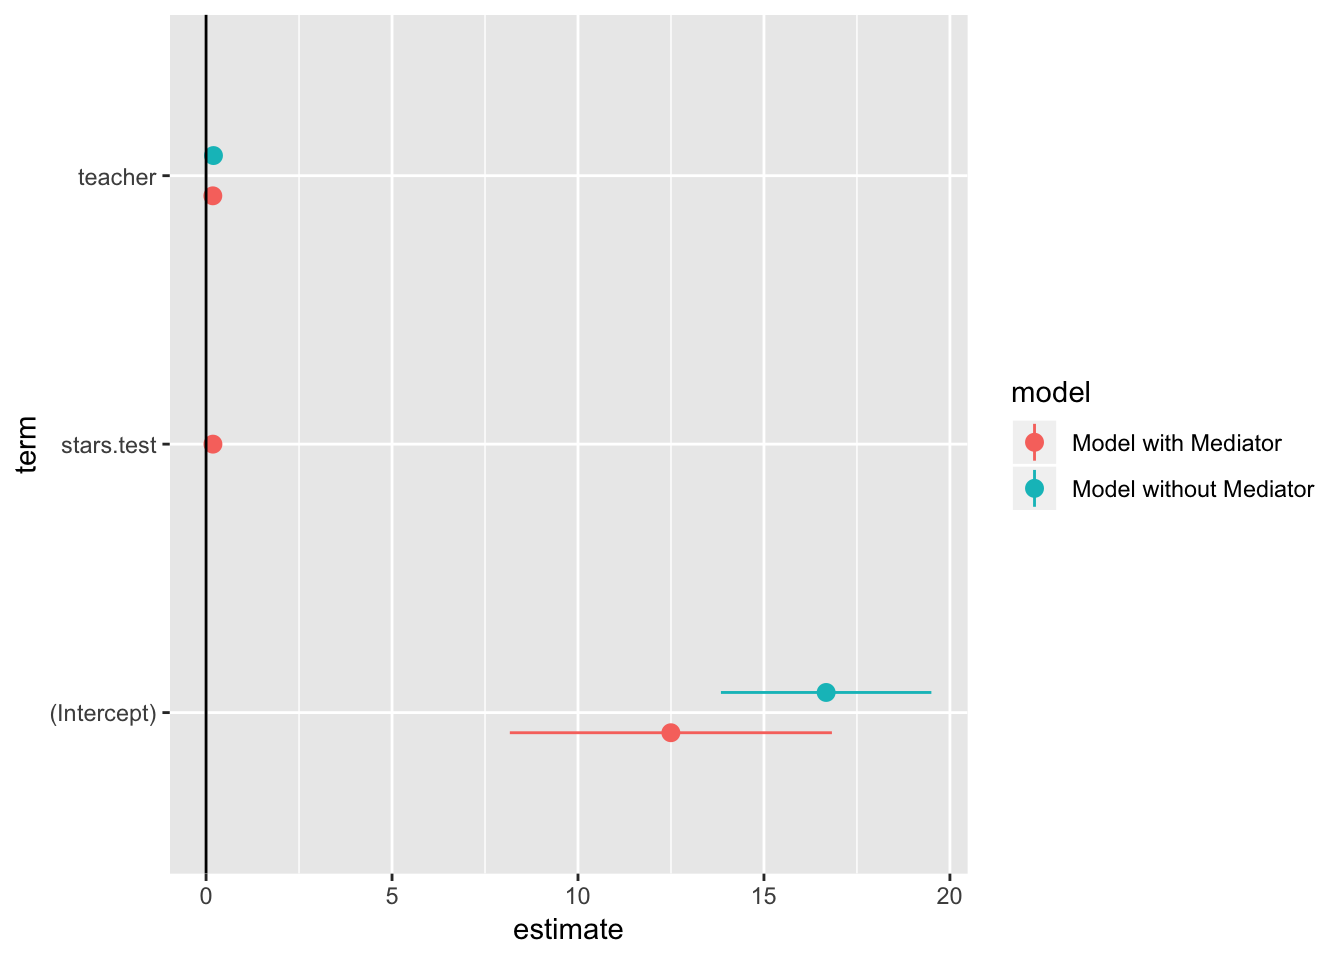 teacher
stars.test
(Intercept)
term
0 5 10 15 20
estimate
model
Model with Mediator
Model without Mediator